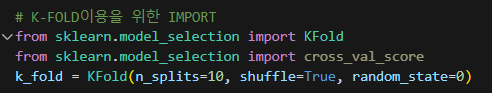 # K-FOLD이용을 위한 IMPORT
from sklearn.model_selection import KFold
from sklearn.model_selection import cross_val_score
k_fold = KFold(n_splits=10, shuffle=True, random_state=0)